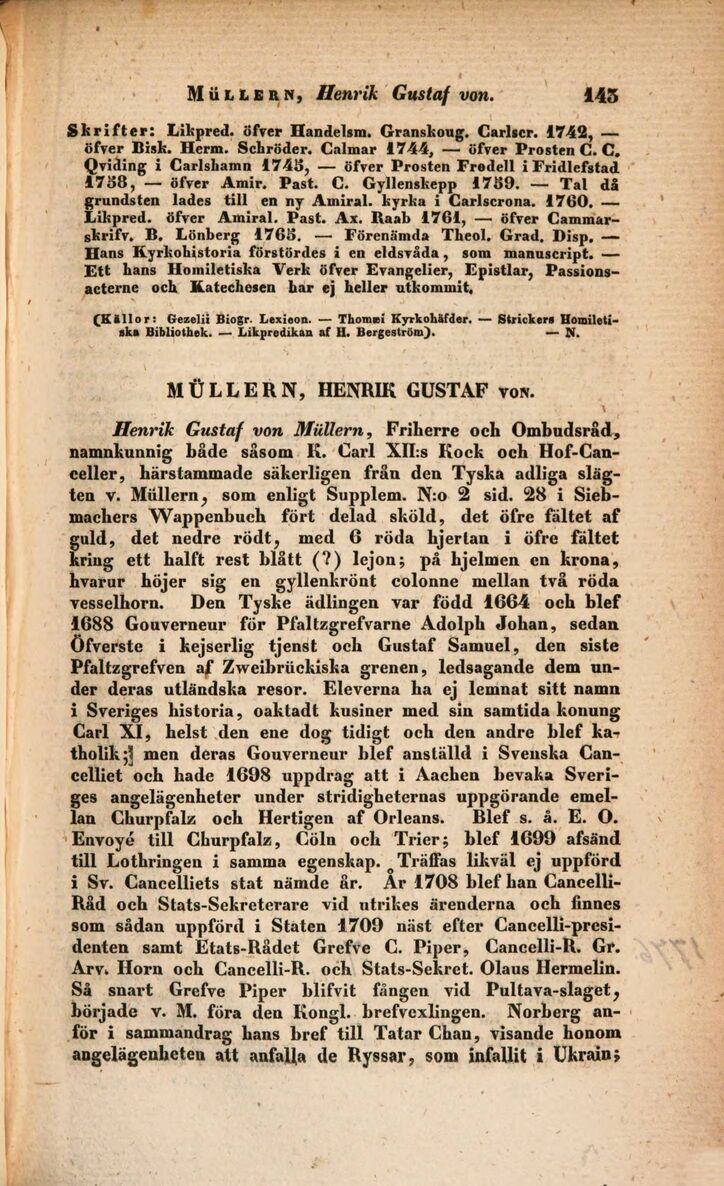 MÜLLERN, Henrik Gustaf von. 143
Skrifter: Likpred. öfver Handelsm. Granskoug. Carlscr. 1742, —
öfver Bisk. Herm. Schröder. Calmar 1744, — öfver Prosten C. C.
Qviding i Carlshamn 1745, — öfver Prosten Frodell i Fridlefstad
1758, — öfver Amir. Past. C. Gyllenskepp 1759. — Tal då
grundsten lades till en ny Amiral. kyrka i Carlscrona. 1760. —
Likpred. öfver Amiral. Past. Ax. Raab 1761, — öfver Cammar-
skrifv. B. Lönberg 1765. — Förenämda Theol. Grad. Disp. —
Hans Kyrkohistoria förstördes i en eldsvåda, som manuscript. —
Ett hans Homiletiska Verk öfver Evangelier, Epistlar, Passions-
acterne och Katechesen har ej heller utkommit.
(Källor: Gezelii Biogr. Lexicon. — Thomæi Kyrkohäfder. — Strickers Homileti-
ska Bibliothek. — Likpredikan af H. Bergeström). — N.
MÜLLERN, HENRIK GUSTAF VON.
Henrik Gustaf von Müllern, Friherre och Ombudsråd,
namnkunnig både såsom K. Carl XII:s Kock och Hof-Can-
celler, härstammade säkerligen från den Tyska adliga släg-
ten v. Müllern, som enligt Supplem. N:o 2 sid. 28 i Sieb-
machers Wappenbuch fört delad sköld, det öfre fältet af
guld, det nedre rödt, med 6 röda hjertan i öfre fältet
kring ett halft rest blått (?) lejon; på hjelmen en krona,
hvarur höjer sig en gyllenkrönt colonne mellan två röda
vesselhorn. Den Tyske ädlingen var född 1664 och blef
1688 Gouverneur för Pfaltzgrefvarne Adolph Johan, sedan
Öfverste i kejserlig tjenst och Gustaf Samuel, den siste
Pfaltzgrefven af Zweibrückiska grenen, ledsagande dem un-
der deras utländska resor. Eleverna ha ej lemnat sitt namn
i Sveriges historia, oaktadt kusiner med sin samtida konung
Carl XI, helst den ene dog tidigt och den andre blef ka-
tholik; men deras Gouverneur blef anställd i Svenska Can-
celliet och hade 1698 uppdrag att i Aachen bevaka Sveri-
ges angelägenheter under stridigheternas uppgörande emel-
lan Churpfalz och Hertigen af Orleans. Blef s. å. E. O.
Envoyé till Churpfalz, Cöln och Trier; blef 1699 afsänd
till Lothringen i samma egenskap. Träffas likväl ej uppförd
i Sv. Cancelliets stat nämde år. År 1708 blef han Cancelli-
Råd och Stats-Sekreterare vid utrikes ärenderna och finnes
som sådan uppförd i Staten 1709 näst efter Cancelli-presi-
denten samt Etats-Rådet Grefve C. Piper, Cancelli-R. Gr.
Arv. Horn och Cancelli-R. och Stats-Sekret. Olaus Hermelin.
Så snart Grefve Piper blifvit fången vid Pultava-slaget,
började v. M. föra den Kongl. brefvexlingen. Norberg an-
för i sammandrag hans bref till Tatar Chan, visande honom
angelägenheten att anfalla de Ryssar, som infallit i Ukrain;